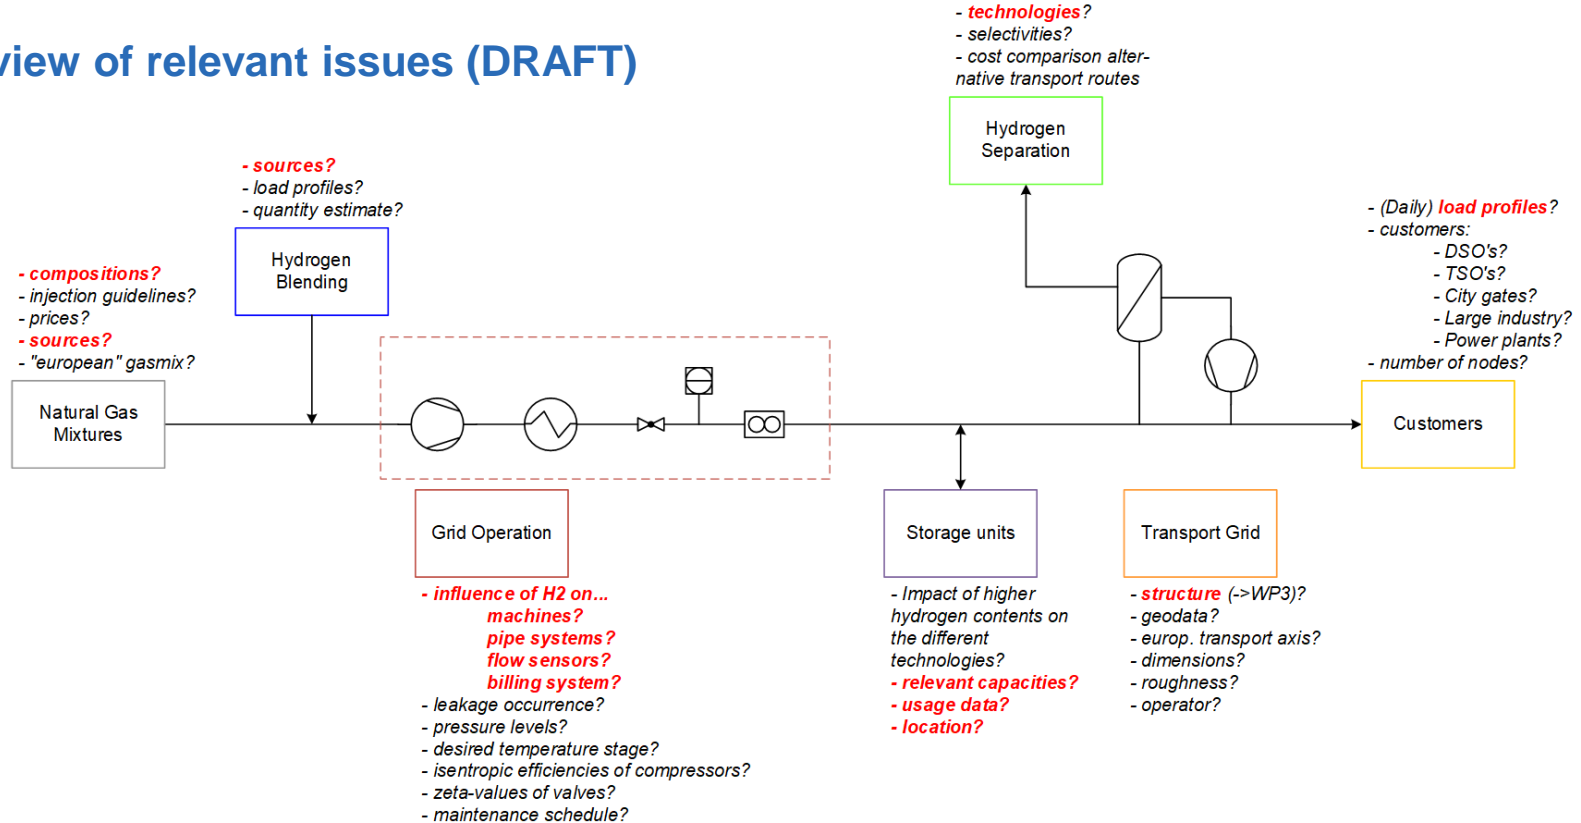 view of relevant issues (DRAFT)
- technologies?
- selectivities?
- cost comparison alter-
native transport routes
Hydrogen
Separation
- sources?
- load profiles?
- quantity estimate?
Hydrogen
Blending
- compositions?
- injection guidelines?
- prices?
- sources?
- "european" gasmix?
Natural Gas
Mixtures
- (Daily) load profiles?
- customers:
- DSO's?
- TSO's?
- City gates?
- Large industry?
- Power plants?
- number of nodes?
Customers
Grid Operation
- influence of H2 on...
machines?
pipe systems?
flow sensors?
billing system?
- leakage occurrence?
- pressure levels?
- desired temperature stage?
- isentropic efficiencies of compressors?
- zeta-values of valves?
- maintenance schedule?
Storage units
- Impact of higher
hydrogen contents on
the different
technologies?
- relevant capacities?
- usage data?
- location?
Transport Grid
- structure (->WP3)?
- geodata?
- europ. transport axis?
- dimensions?
- roughness?
- operator?